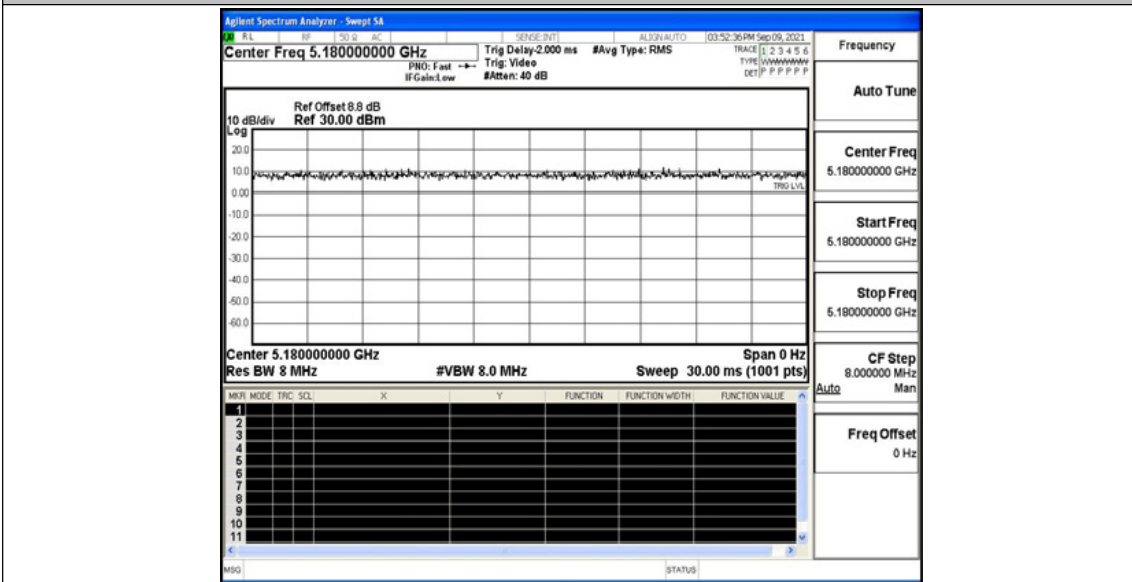 Agilent Spectrum Analyzer - Swept SA
RL RF 50 Ω AC SENSE:INT ALIGN AUTO 03:52:36 PM Sep 09, 2021
Center Freq 5.180000000 GHz
PNO: Fast
IFGain:Low
Trig Delay-2.000 ms
Trig: Video
#Atten: 40 dB
#Avg Type: RMS
TRACE 1 2 3 4 5 6
TYPE WWWWWW
DET P P P P P P
Ref Offset 8.8 dB
10 dB/div Ref 30.00 dBm
Log
20.0
10.0
0.00
-10.0
-20.0
-30.0
-40.0
-50.0
-60.0
TRIG LVL
Center 5.180000000 GHz Span 0 Hz
Res BW 8 MHz #VBW 8.0 MHz Sweep 30.00 ms (1001 pts)
MKR MODE TRC SCL X Y FUNCTION FUNCTION WIDTH FUNCTION VALUE
1
2
3
4
5
6
7
8
9
10
11
MSG STATUS
Frequency
Auto Tune
Center Freq
5.180000000 GHz
Start Freq
5.180000000 GHz
Stop Freq
5.180000000 GHz
CF Step
8.000000 MHz
Auto Man
Freq Offset
0 Hz